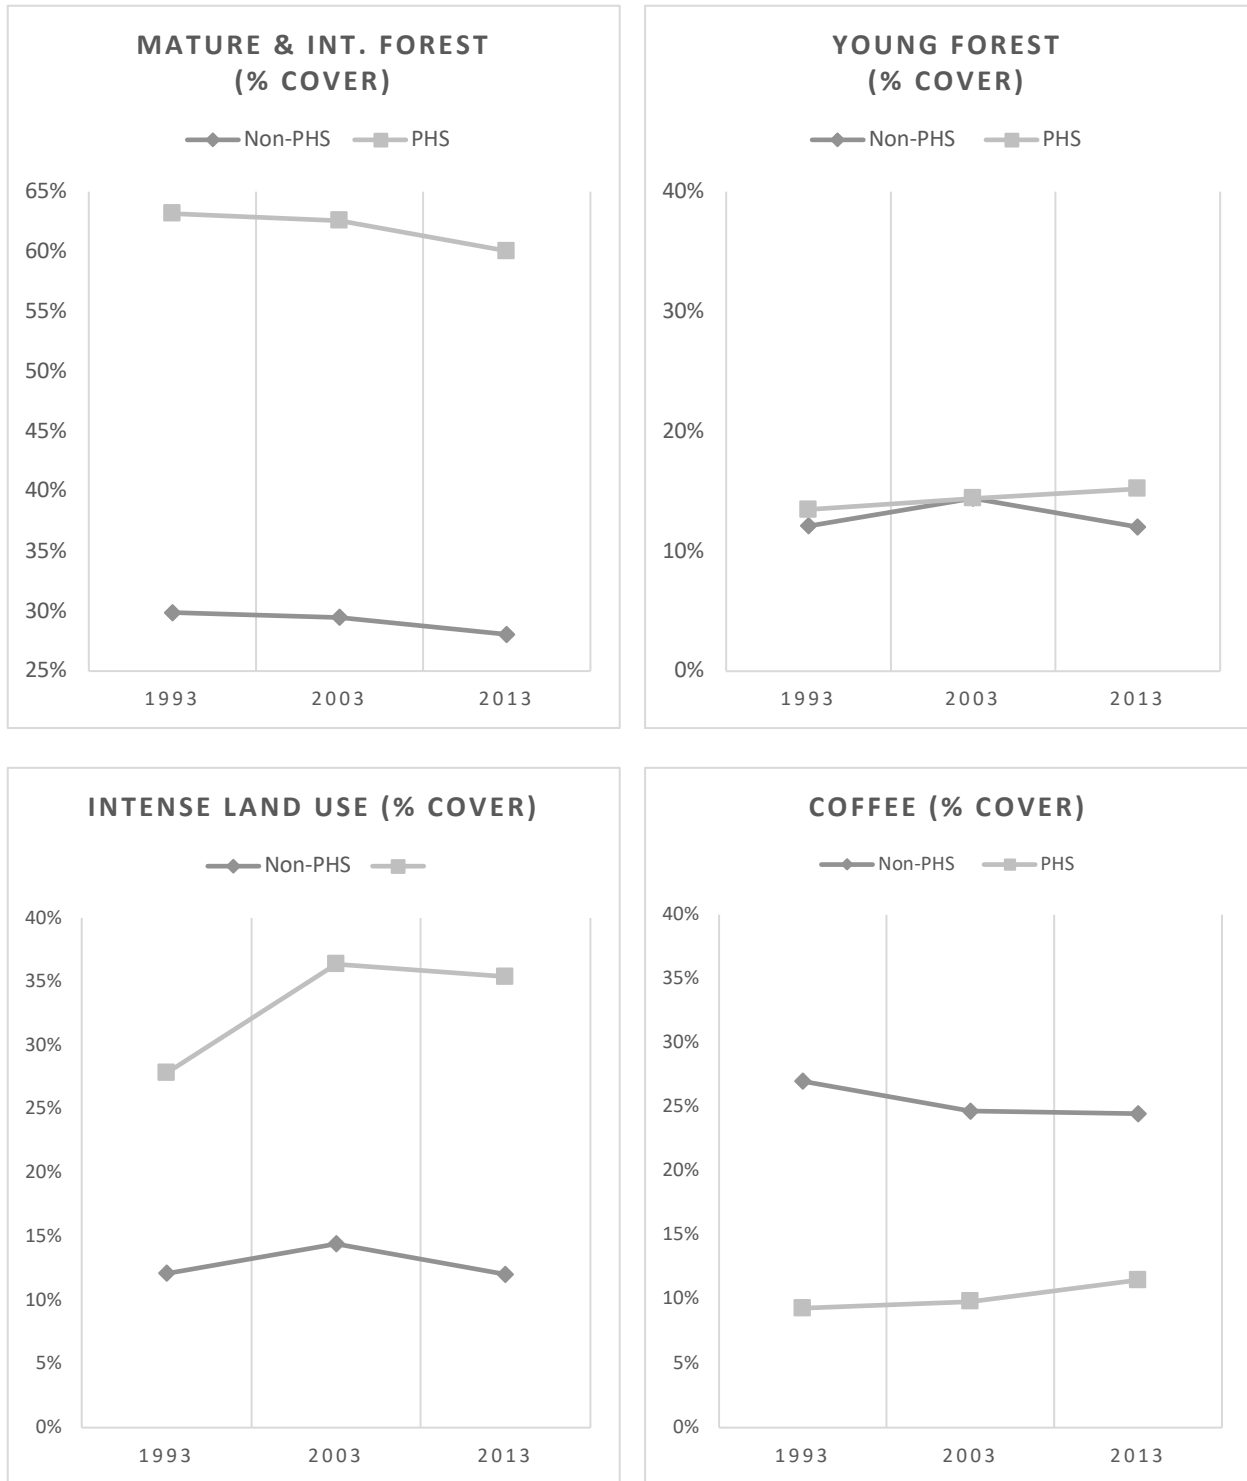 MATURE & INT. FOREST
(% COVER)
Non-PHS PHS
65%
60%
55%
50%
45%
40%
35%
30%
25%
1993 2003 2013
YOUNG FOREST
(% COVER)
Non-PHS PHS
40%
30%
20%
10%
0%
1993 2003 2013
INTENSE LAND USE (% COVER)
Non-PHS
40%
35%
30%
25%
20%
15%
10%
5%
0%
1993 2003 2013
COFFEE (% COVER)
Non-PHS PHS
40%
35%
30%
25%
20%
15%
10%
5%
0%
1993 2003 2013